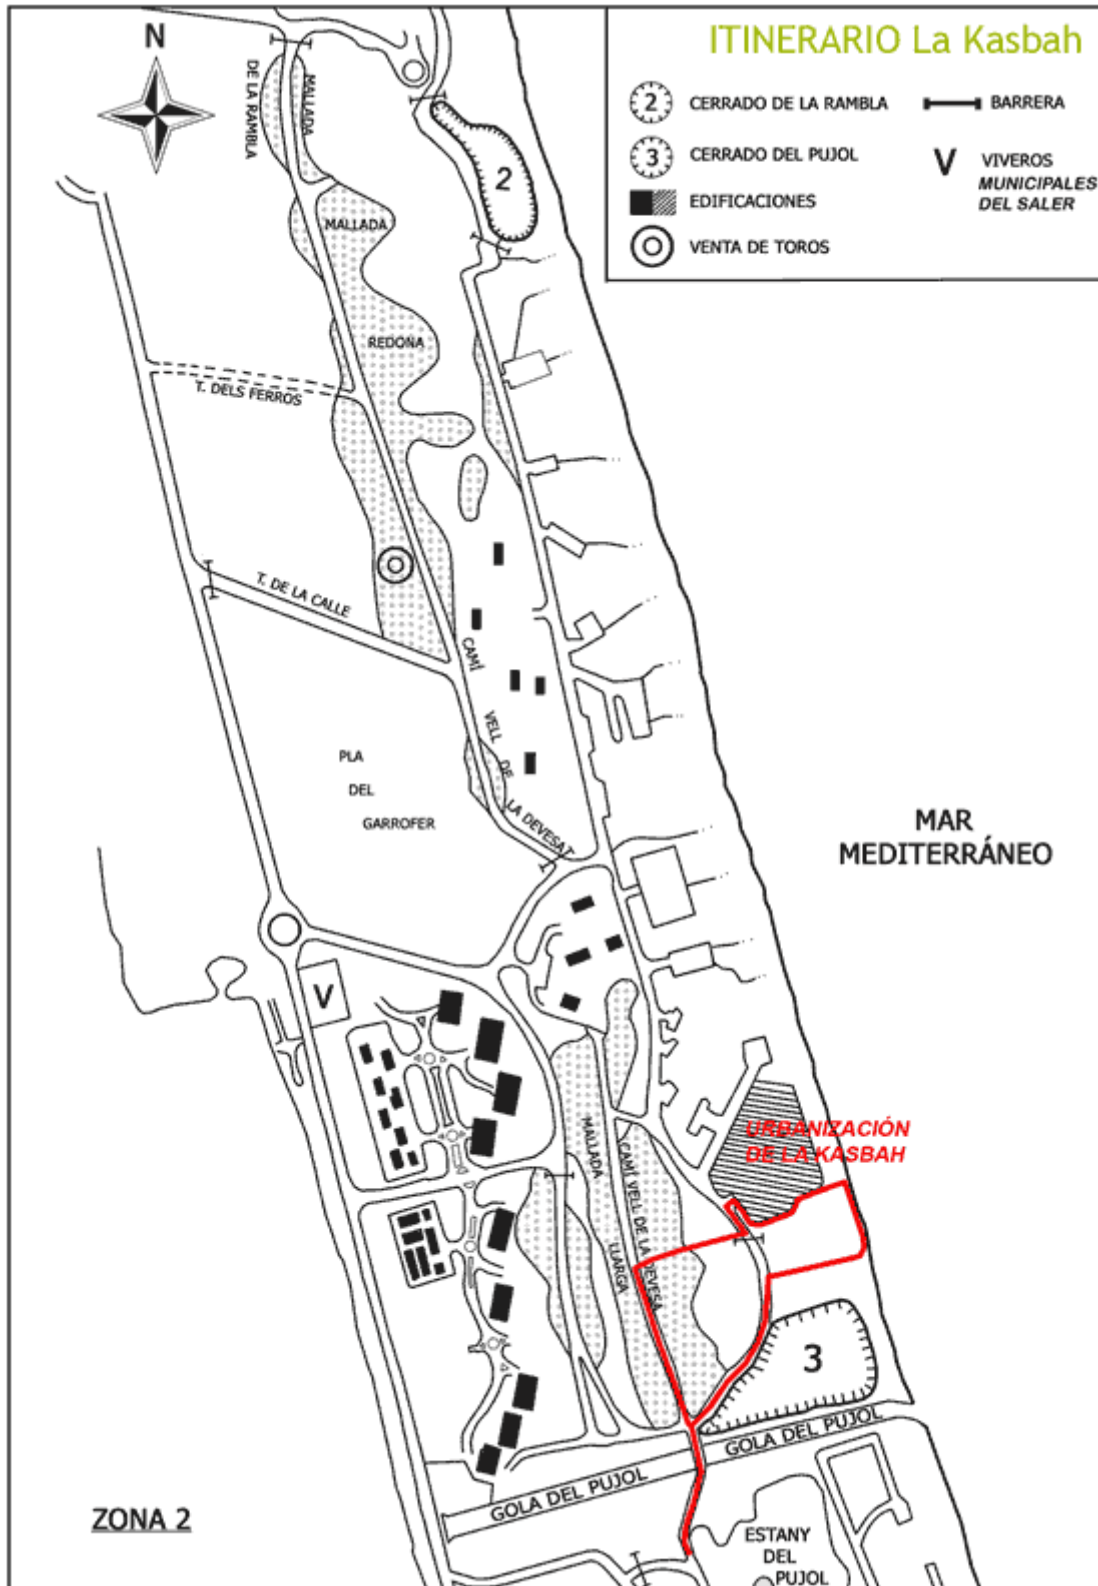 ITINERARIO La Kasbah
2 CERRADO DE LA RAMBLA
BARRERA
3 CERRADO DEL PUJOL
V VIVEROS
MUNICIPALES
DEL SALER
EDIFICACIONES
VENTA DE TOROS
N
MALLADA
DE LA RAMBLA
2
MALLADA
REDONA
T. DELS FERROS
T. DE LA CALLE
CAMÍ
VELL
DE
LA DEVESA
PLA
DEL
GARROFER
MAR
MEDITERRÁNEO
V
URBANIZACIÓN
DE LA KASBAH
MALLADA
LLARGA
CAMÍ VELL DE LA DEVESA
3
GOLA DEL PUJOL
GOLA DEL PUJOL
ZONA 2
ESTANY
DEL
PUJOL